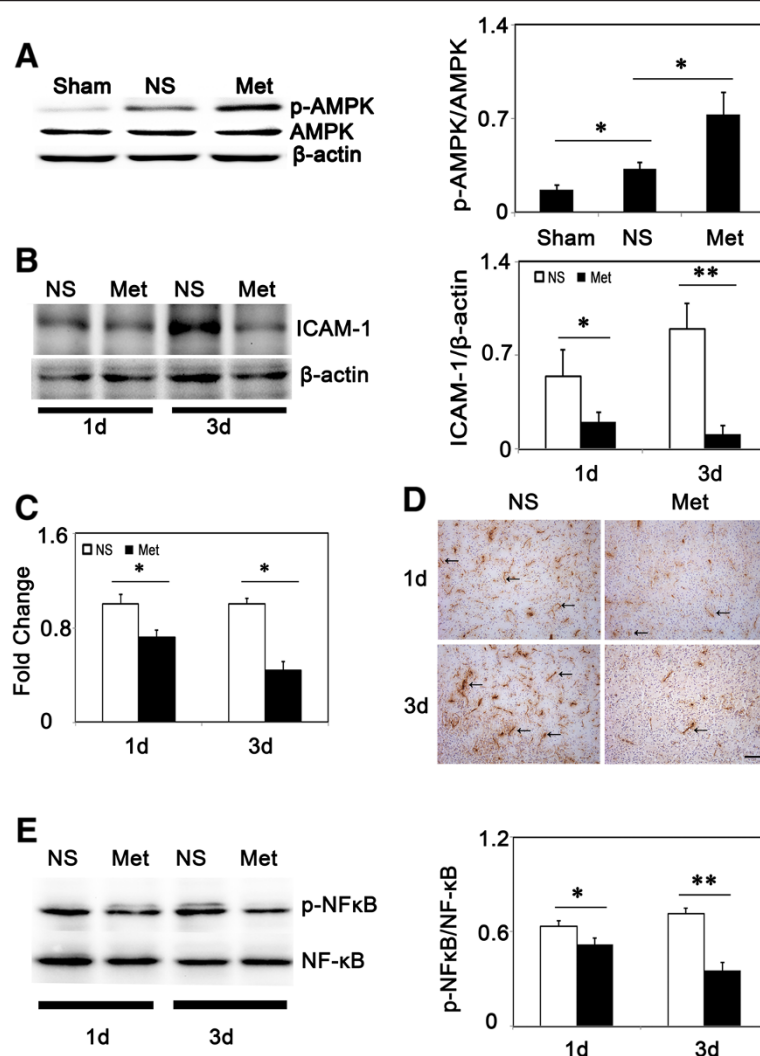 A
Sham NS Met
p-AMPK
AMPK
β-actin
p-AMPK/AMPK
1.4
0.7
0
*
*
Sham NS Met
B
NS Met NS Met
ICAM-1
β-actin
1d 3d
ICAM-1/β-actin
1.4
0.7
0
NS Met
*
**
1d 3d
C
Fold Change
1.6
0.8
0
NS Met
*
*
1d 3d
D
NS Met
1d
3d
E
NS Met NS Met
p-NFκB
NF-κB
1d 3d
p-NFκB/NF-κB
1.2
0.6
0
*
**
1d 3d